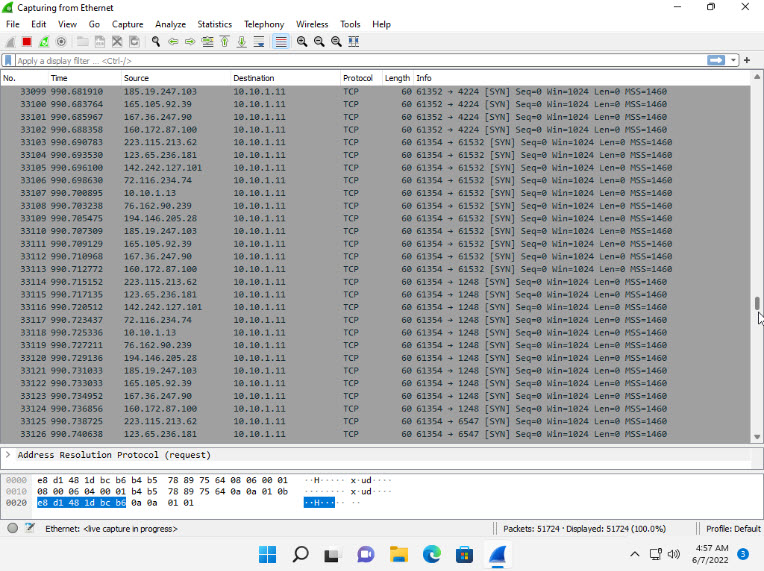 Capturing from Ethernet
File Edit View Go Capture Analyze Statistics Telephony Wireless Tools Help
Apply a display filter ... <Ctrl-/>
No. Time Source Destination Protocol Length Info
33099 990.681910 185.19.247.103 10.10.1.11 TCP 60 61352 → 4224 [SYN] Seq=0 Win=1024 Len=0 MSS=1460
33100 990.683764 165.105.92.39 10.10.1.11 TCP 60 61352 → 4224 [SYN] Seq=0 Win=1024 Len=0 MSS=1460
33101 990.685967 167.36.247.90 10.10.1.11 TCP 60 61352 → 4224 [SYN] Seq=0 Win=1024 Len=0 MSS=1460
33102 990.688358 160.172.87.100 10.10.1.11 TCP 60 61352 → 4224 [SYN] Seq=0 Win=1024 Len=0 MSS=1460
33103 990.690783 223.115.213.62 10.10.1.11 TCP 60 61354 → 61532 [SYN] Seq=0 Win=1024 Len=0 MSS=1460
33104 990.693530 123.65.236.181 10.10.1.11 TCP 60 61354 → 61532 [SYN] Seq=0 Win=1024 Len=0 MSS=1460
33105 990.696100 142.242.127.101 10.10.1.11 TCP 60 61354 → 61532 [SYN] Seq=0 Win=1024 Len=0 MSS=1460
33106 990.698630 72.116.234.74 10.10.1.11 TCP 60 61354 → 61532 [SYN] Seq=0 Win=1024 Len=0 MSS=1460
33107 990.700895 10.10.1.13 10.10.1.11 TCP 60 61354 → 61532 [SYN] Seq=0 Win=1024 Len=0 MSS=1460
33108 990.703238 76.162.90.239 10.10.1.11 TCP 60 61354 → 61532 [SYN] Seq=0 Win=1024 Len=0 MSS=1460
33109 990.705475 194.146.205.28 10.10.1.11 TCP 60 61354 → 61532 [SYN] Seq=0 Win=1024 Len=0 MSS=1460
33110 990.707309 185.19.247.103 10.10.1.11 TCP 60 61354 → 61532 [SYN] Seq=0 Win=1024 Len=0 MSS=1460
33111 990.709129 165.105.92.39 10.10.1.11 TCP 60 61354 → 61532 [SYN] Seq=0 Win=1024 Len=0 MSS=1460
33112 990.710968 167.36.247.90 10.10.1.11 TCP 60 61354 → 61532 [SYN] Seq=0 Win=1024 Len=0 MSS=1460
33113 990.712772 160.172.87.100 10.10.1.11 TCP 60 61354 → 61532 [SYN] Seq=0 Win=1024 Len=0 MSS=1460
33114 990.715152 223.115.213.62 10.10.1.11 TCP 60 61354 → 1248 [SYN] Seq=0 Win=1024 Len=0 MSS=1460
33115 990.717135 123.65.236.181 10.10.1.11 TCP 60 61354 → 1248 [SYN] Seq=0 Win=1024 Len=0 MSS=1460
33116 990.720512 142.242.127.101 10.10.1.11 TCP 60 61354 → 1248 [SYN] Seq=0 Win=1024 Len=0 MSS=1460
33117 990.723437 72.116.234.74 10.10.1.11 TCP 60 61354 → 1248 [SYN] Seq=0 Win=1024 Len=0 MSS=1460
33118 990.725336 10.10.1.13 10.10.1.11 TCP 60 61354 → 1248 [SYN] Seq=0 Win=1024 Len=0 MSS=1460
33119 990.727211 76.162.90.239 10.10.1.11 TCP 60 61354 → 1248 [SYN] Seq=0 Win=1024 Len=0 MSS=1460
33120 990.729136 194.146.205.28 10.10.1.11 TCP 60 61354 → 1248 [SYN] Seq=0 Win=1024 Len=0 MSS=1460
33121 990.731033 185.19.247.103 10.10.1.11 TCP 60 61354 → 1248 [SYN] Seq=0 Win=1024 Len=0 MSS=1460
33122 990.733033 165.105.92.39 10.10.1.11 TCP 60 61354 → 1248 [SYN] Seq=0 Win=1024 Len=0 MSS=1460
33123 990.734952 167.36.247.90 10.10.1.11 TCP 60 61354 → 1248 [SYN] Seq=0 Win=1024 Len=0 MSS=1460
33124 990.736856 160.172.87.100 10.10.1.11 TCP 60 61354 → 1248 [SYN] Seq=0 Win=1024 Len=0 MSS=1460
33125 990.738725 223.115.213.62 10.10.1.11 TCP 60 61354 → 6547 [SYN] Seq=0 Win=1024 Len=0 MSS=1460
33126 990.740638 123.65.236.181 10.10.1.11 TCP 60 61354 → 6547 [SYN] Seq=0 Win=1024 Len=0 MSS=1460
> Address Resolution Protocol (request)
0000 e8 d1 48 1d bc b6 b4 b5 78 89 75 64 08 06 00 01 ··H····· x·ud····
0010 08 00 06 04 00 01 b4 b5 78 89 75 64 0a 0a 01 0b ········ x·ud····
0020 e8 d1 48 1d bc b6 0a 0a 01 01 ··H····· ··
Ethernet: <live capture in progress> Packets: 51724 · Displayed: 51724 (100.0%) Profile: Default
4:57 AM
6/7/2022
3